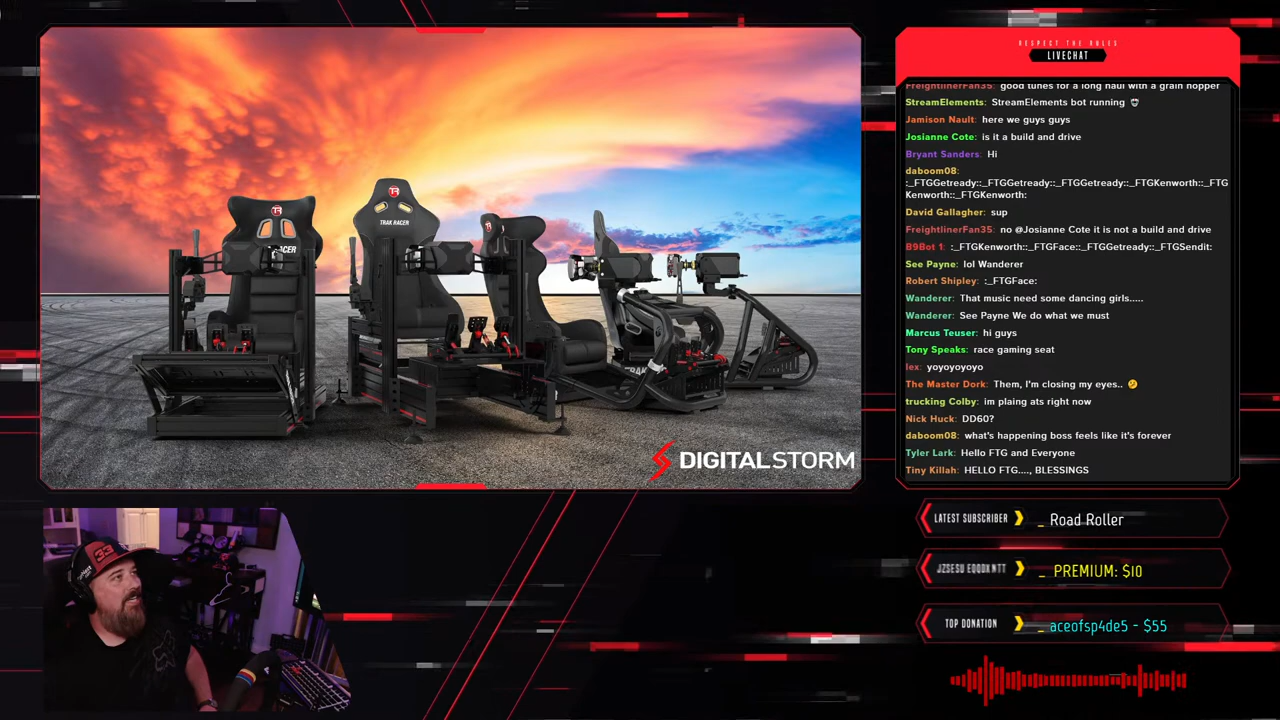 TRAK RACER
DIGITALSTORM
RESPECT THE RULES
LIVECHAT
FreightlinerFan35: good tunes for a long haul with a grain hopper
StreamElements: StreamElements bot running
Jamison Nault: here we guys guys
Josianne Cote: is it a build and drive
Bryant Sanders: Hi
daboom08:
:_FTGGetready::_FTGGetready::_FTGGetready::_FTGKenworth::_FTG
Kenworth::_FTGKenworth:
David Gallagher: sup
FreightlinerFan35: no @Josianne Cote it is not a build and drive
B9Bot 1: :_FTGKenworth::_FTGFace::_FTGGetready::_FTGSendit:
See Payne: lol Wanderer
Robert Shipley: :_FTGFace:
Wanderer: That music need some dancing girls.....
Wanderer: See Payne We do what we must
Marcus Teuser: hi guys
Tony Speaks: race gaming seat
lex: yoyoyoyoyo
The Master Dork: Them, I'm closing my eyes.. 🤔
trucking Colby: im plaing ats right now
Nick Huck: DD60?
daboom08: what's happening boss feels like it's forever
Tyler Lark: Hello FTG and Everyone
Tiny Killah: HELLO FTG...., BLESSINGS
LATEST SUBSCRIBER
_ Road Roller
_ PREMIUM: $10
TOP DONATION
_ aceofsp4de5 - $55
33